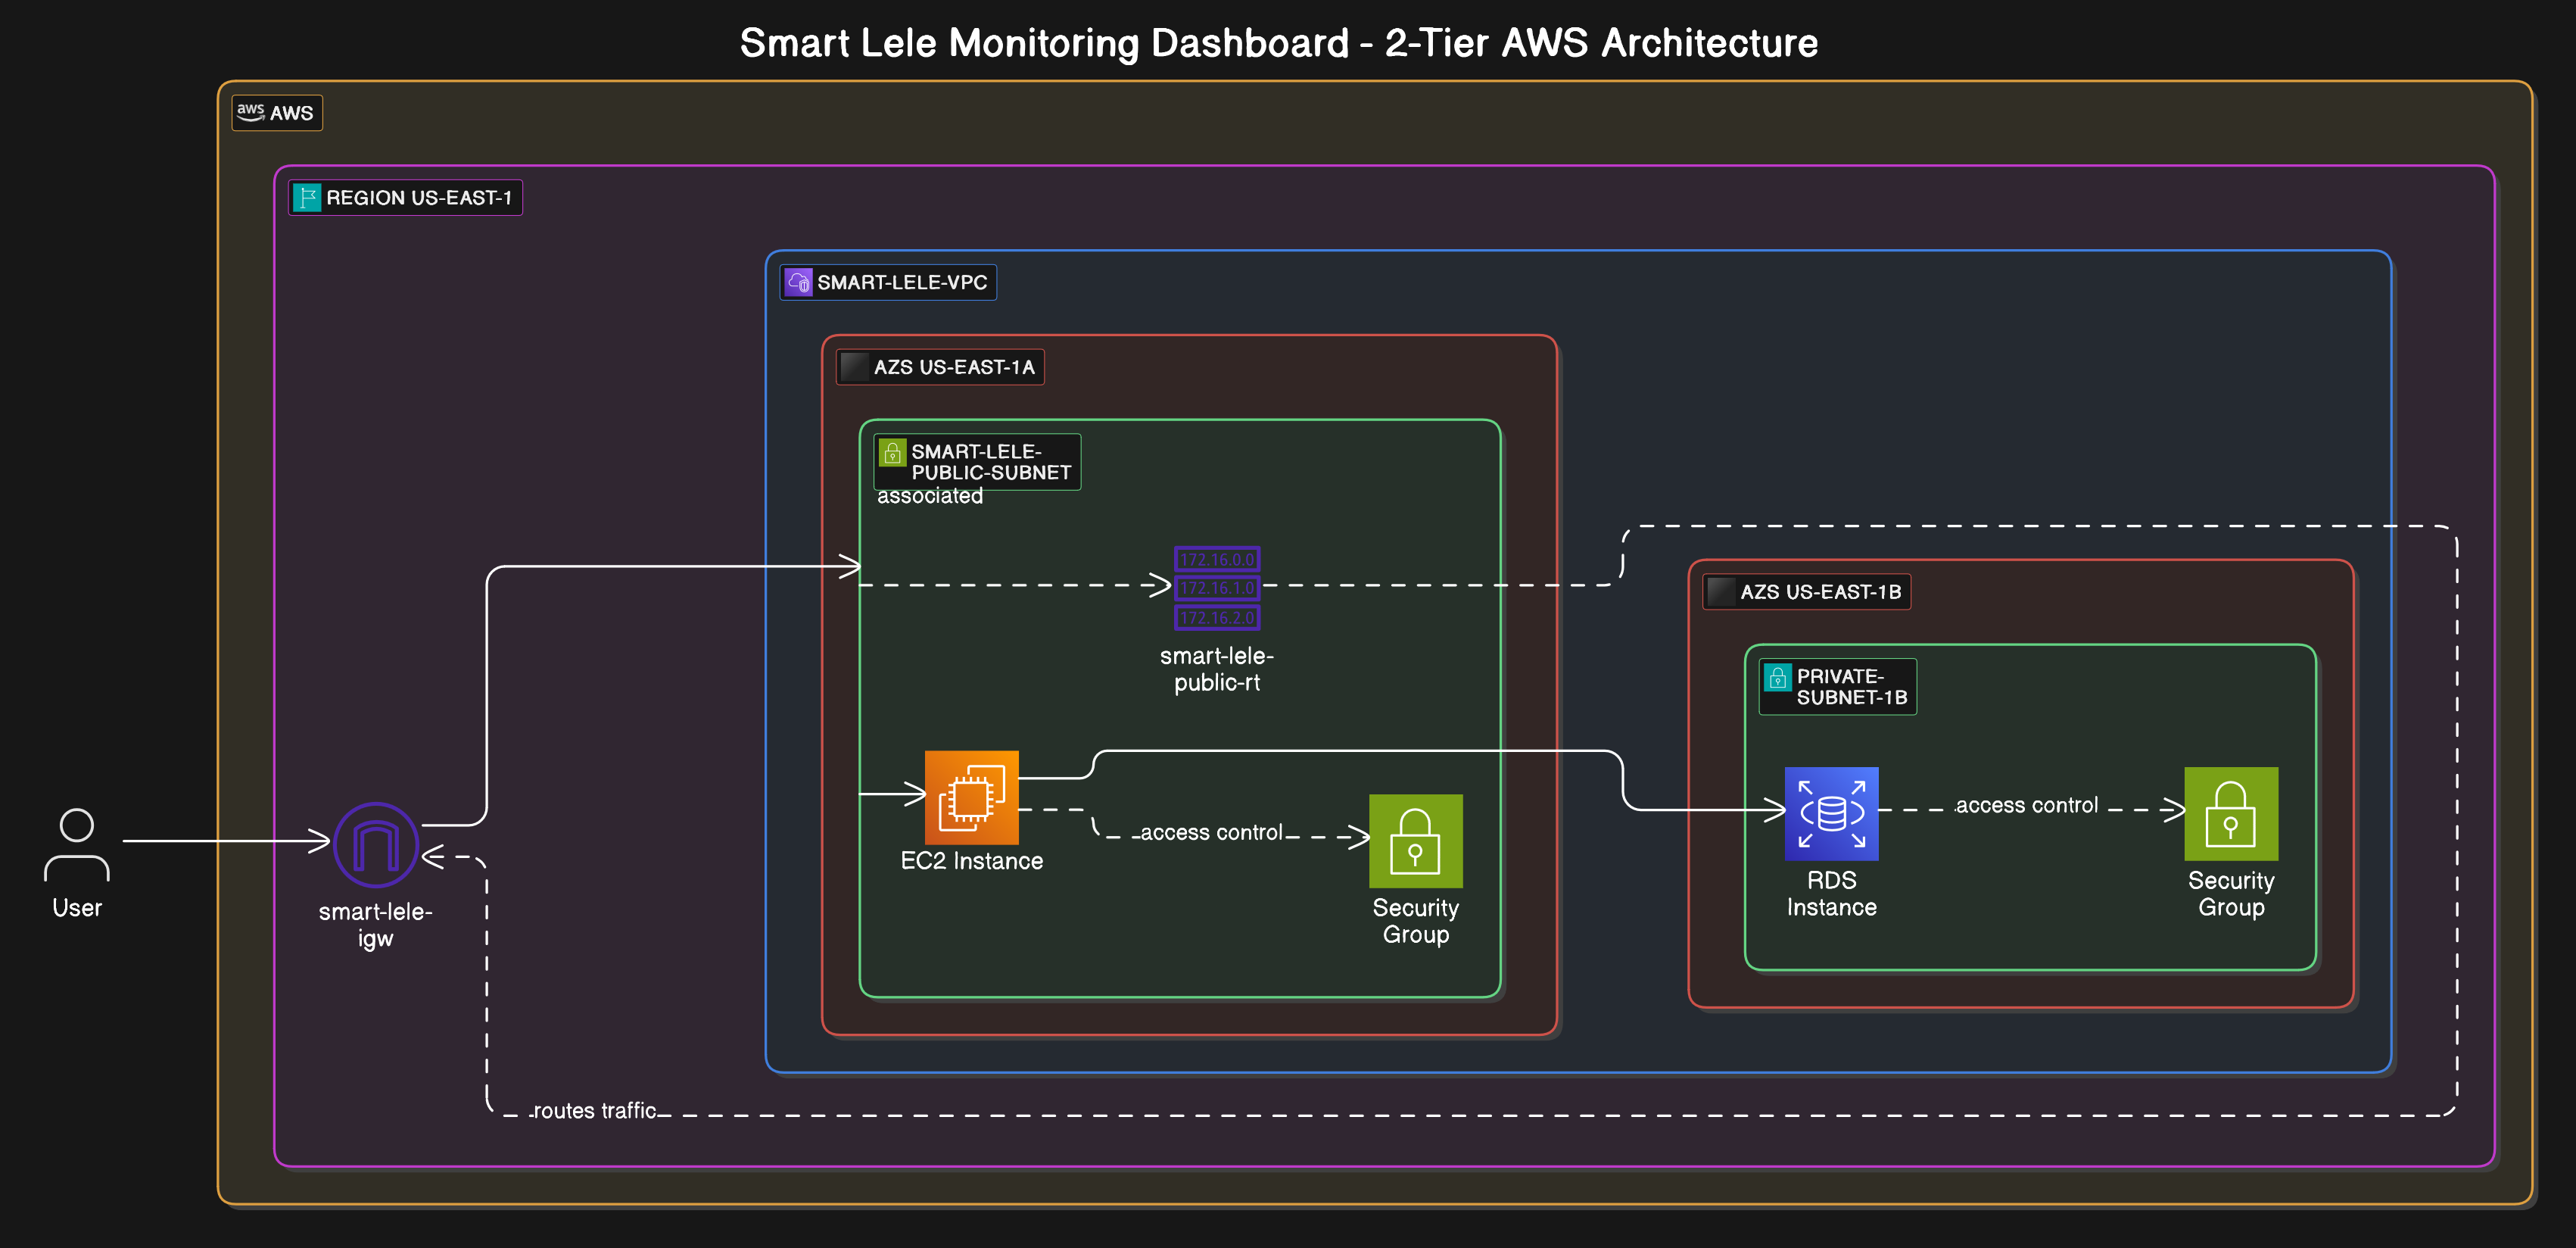 Smart Lele Monitoring Dashboard - 2-Tier AWS Architecture
aws AWS
REGION US-EAST-1
SMART-LELE-VPC
AZS US-EAST-1A
SMART-LELE-
PUBLIC-SUBNET
associated
172.16.0.0
172.16.1.0
172.16.2.0
smart-lele-
public-rt
AZS US-EAST-1B
PRIVATE-
SUBNET-1B
User
smart-lele-
igw
EC2 Instance
access control
Security
Group
RDS
Instance
access control
Security
Group
routes traffic